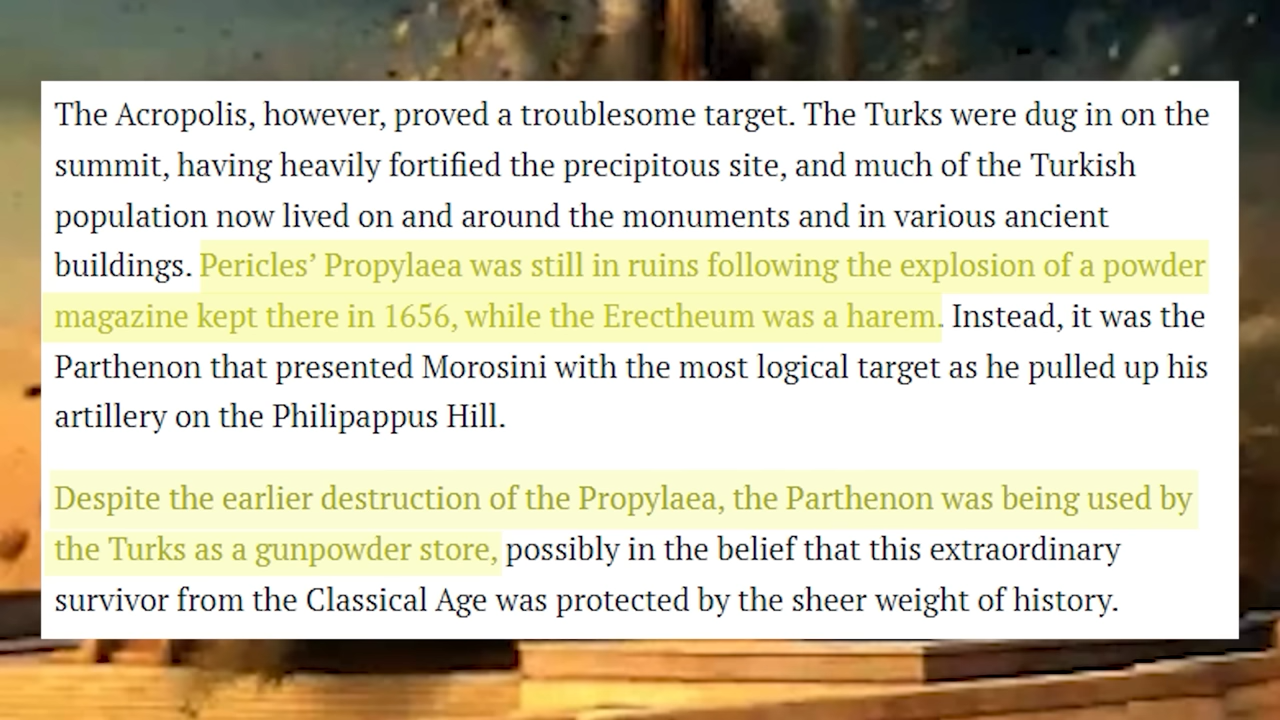 The Acropolis, however, proved a troublesome target. The Turks were dug in on the
summit, having heavily fortified the precipitous site, and much of the Turkish
population now lived on and around the monuments and in various ancient
buildings. Pericles’ Propylaea was still in ruins following the explosion of a powder
magazine kept there in 1656, while the Erectheum was a harem. Instead, it was the
Parthenon that presented Morosini with the most logical target as he pulled up his
artillery on the Philipappus Hill.
Despite the earlier destruction of the Propylaea, the Parthenon was being used by
the Turks as a gunpowder store, possibly in the belief that this extraordinary
survivor from the Classical Age was protected by the sheer weight of history.